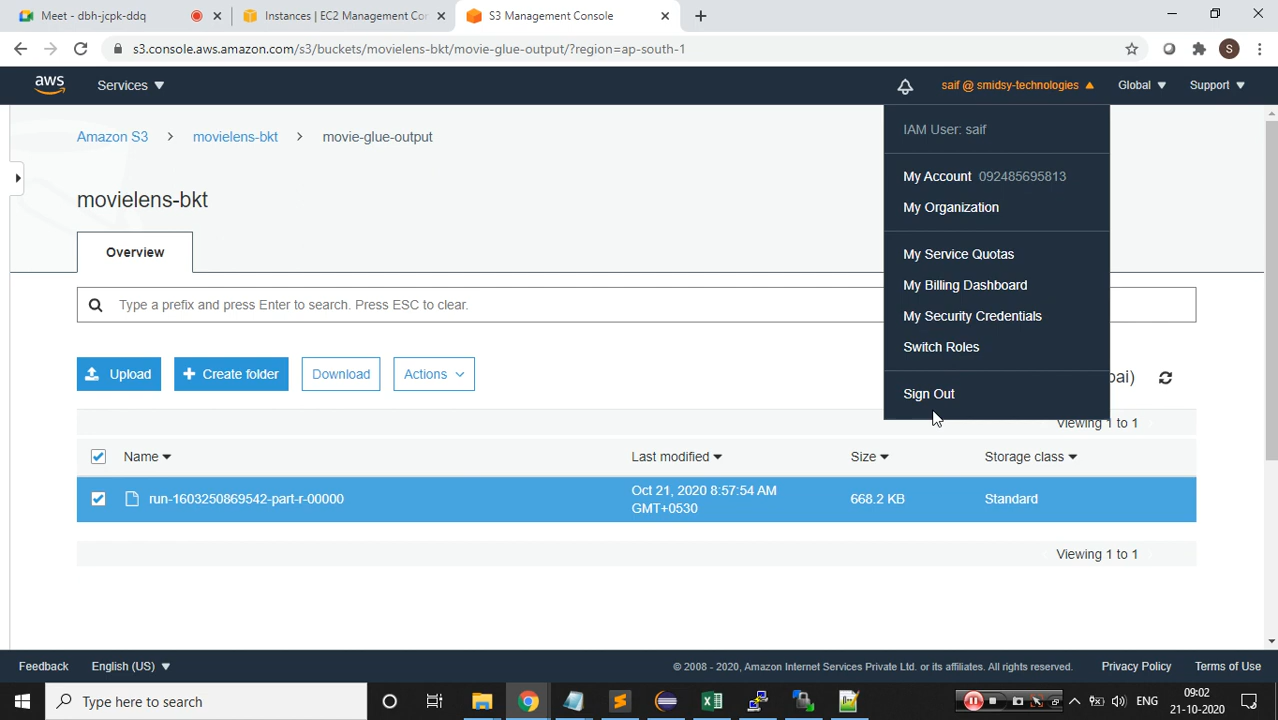 Meet - dbh-jcpk-ddq
Instances | EC2 Management Con
S3 Management Console
s3.console.aws.amazon.com/s3/buckets/movielens-bkt/movie-glue-output/?region=ap-south-1
S
aws
Services
saif @ smidsy-technologies
Global
Support
IAM User: saif
My Account 092485695813
My Organization
My Service Quotas
My Billing Dashboard
My Security Credentials
Switch Roles
Sign Out
Amazon S3 > movielens-bkt > movie-glue-output
movielens-bkt
Overview
Type a prefix and press Enter to search. Press ESC to clear.
Upload
Create folder
Download
Actions
bai)
Viewing 1 to 1
Name
Last modified
Size
Storage class
run-1603250869542-part-r-00000
Oct 21, 2020 8:57:54 AM
GMT+0530
668.2 KB
Standard
Viewing 1 to 1
Feedback
English (US)
© 2008 - 2020, Amazon Internet Services Private Ltd. or its affiliates. All rights reserved.
Privacy Policy
Terms of Use
Type here to search
ENG
09:02
21-10-2020